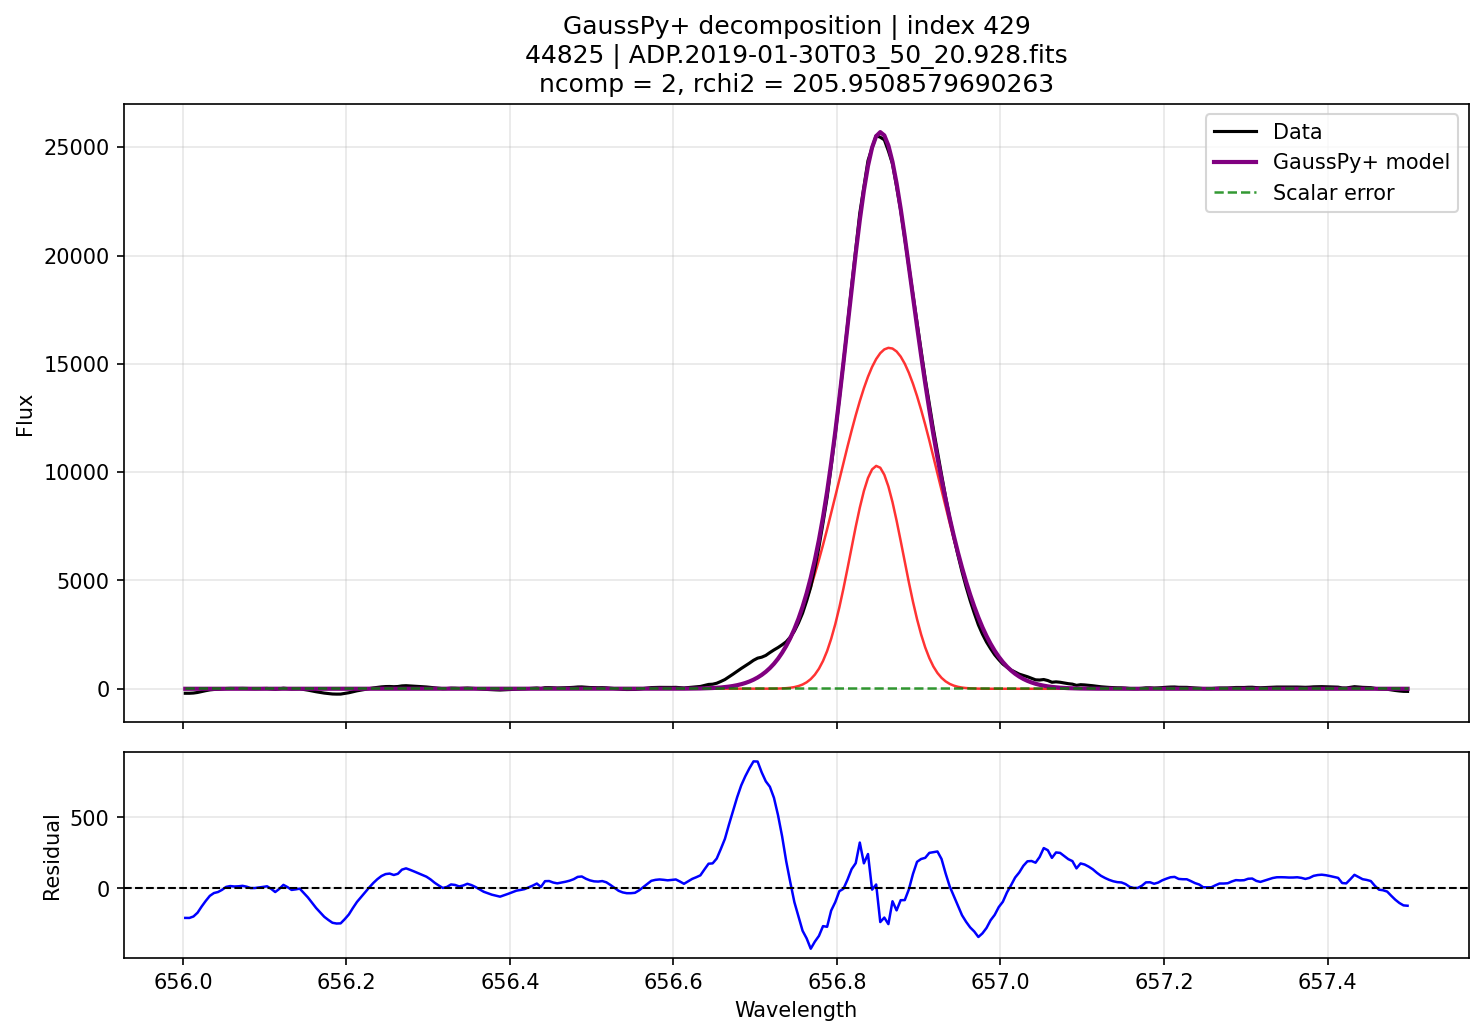 GaussPy+ decomposition | index 429
44825 | ADP.2019-01-30T03_50_20.928.fits
ncomp = 2, rchi2 = 205.9508579690263
Data
GaussPy+ model
Scalar error
Flux
25000
20000
15000
10000
5000
0
Residual
500
0
656.0
656.2
656.4
656.6
656.8
657.0
657.2
657.4
Wavelength